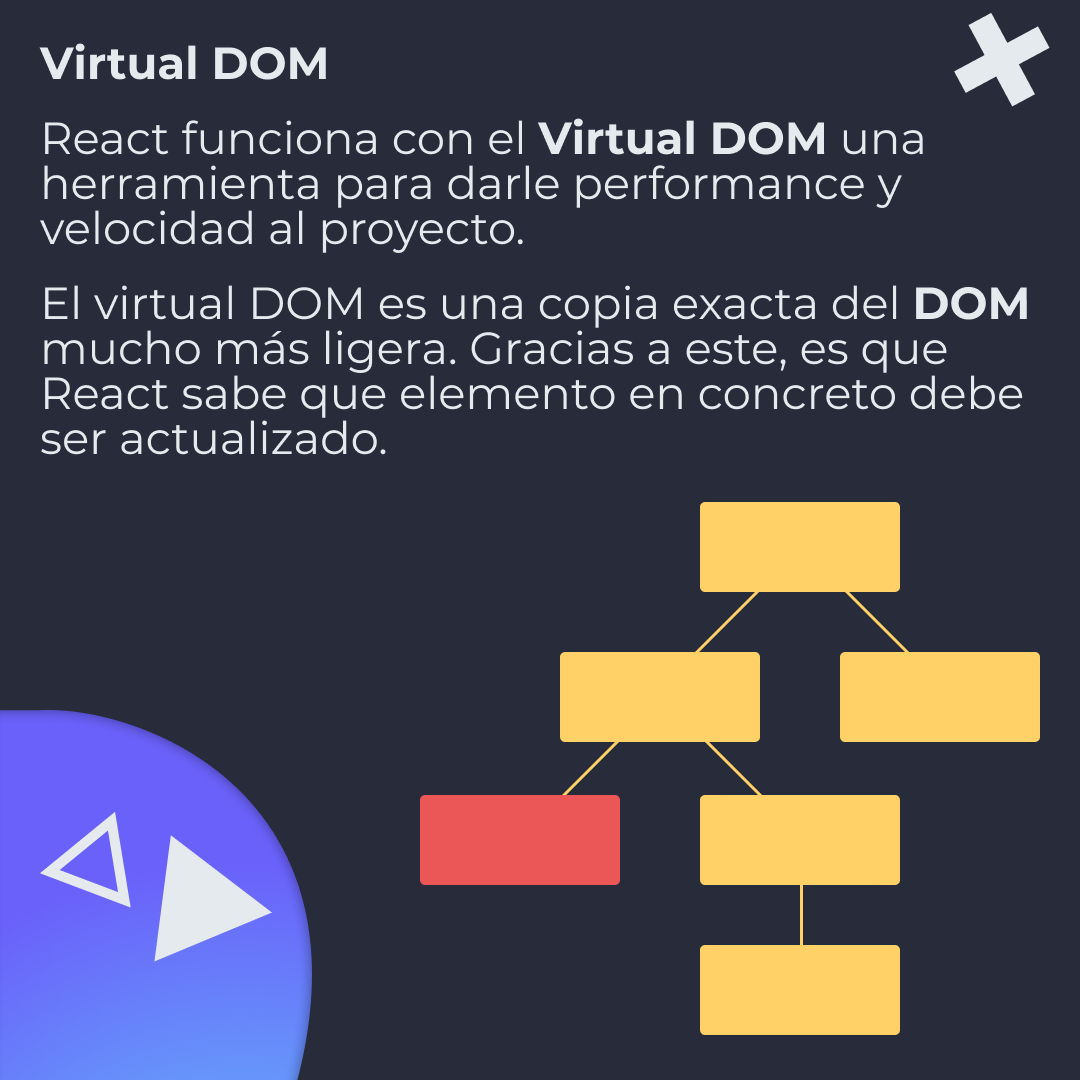 Virtual DOM
React funciona con el Virtual DOM una
herramienta para darle performance y
velocidad al proyecto.
El virtual DOM es una copia exacta del DOM
mucho más ligera. Gracias a este, es que
React sabe que elemento en concreto debe
ser actualizado.